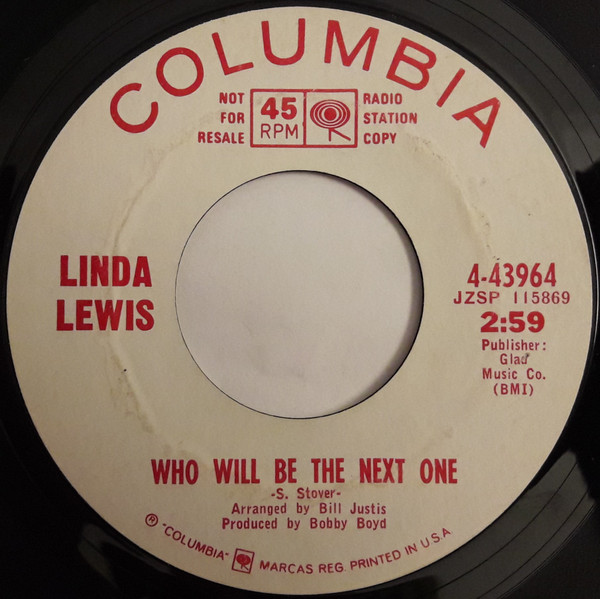 COLUMBIA
NOT
FOR
RESALE
45
RPM
RADIO
STATION
COPY
LINDA
LEWIS
4-43964
JZSP 115869
2:59
Publisher:
Glad
Music Co.
(BMI)
WHO WILL BE THE NEXT ONE
-S. Stover-
Arranged by Bill Justis
Produced by Bobby Boyd
® "COLUMBIA" MARCAS REG. PRINTED IN U.S.A